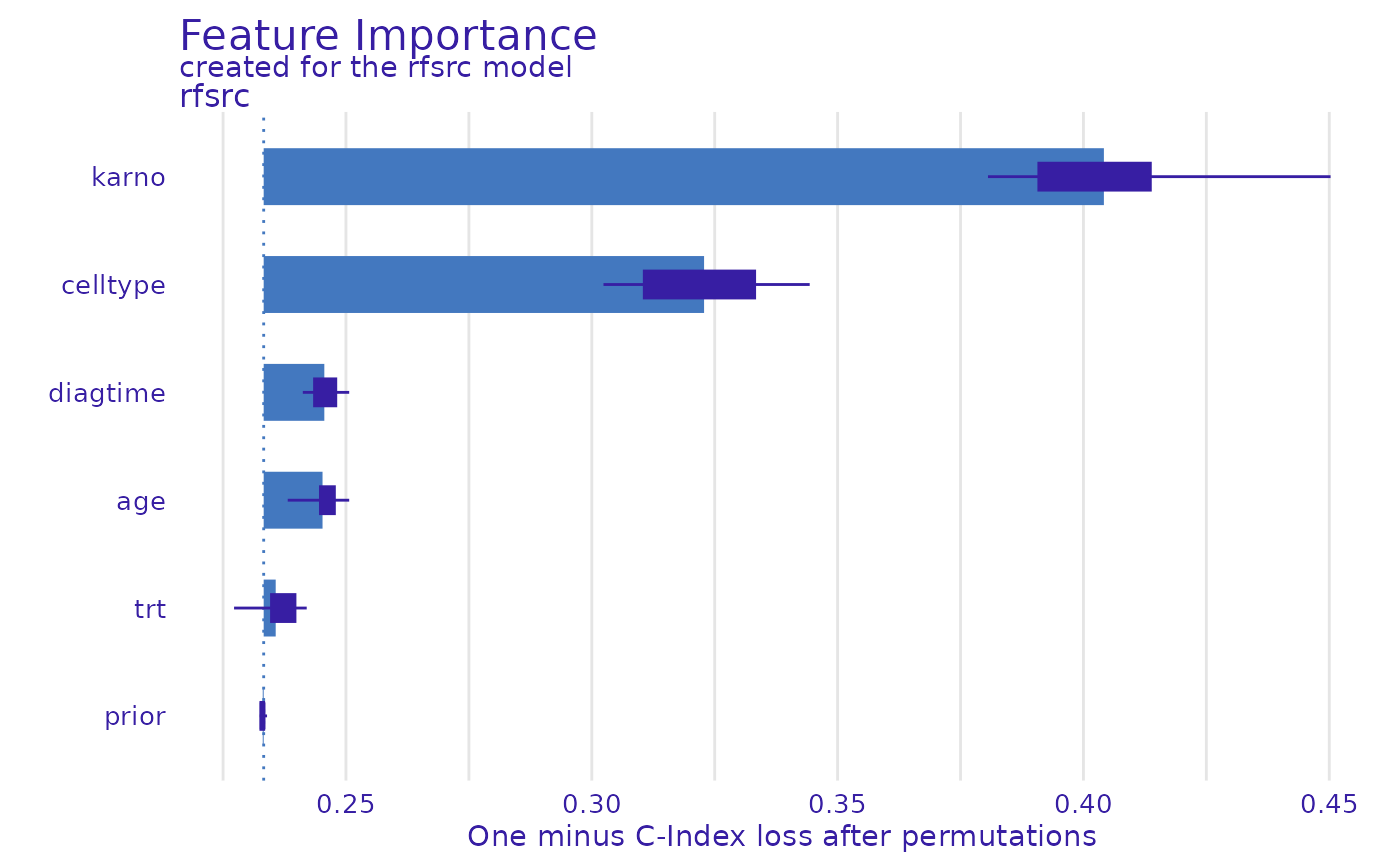 Feature Importance
created for the rfsrc model
rfsrc
karno
celltype
diagtime
age
trt
prior
0.25 0.30 0.35 0.40 0.45
One minus C-Index loss after permutations